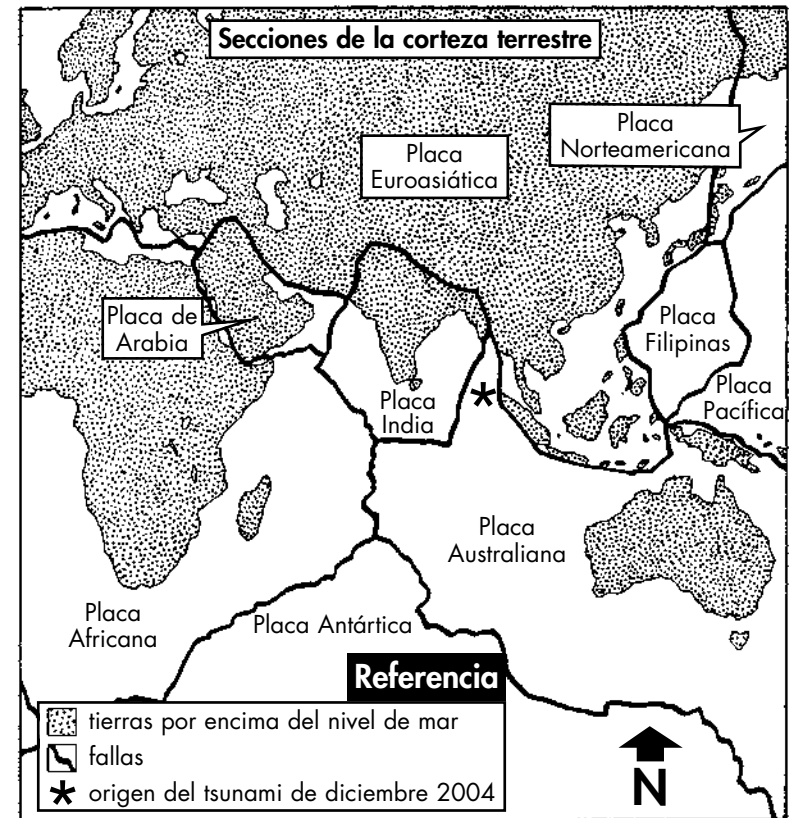 Secciones de la corteza terrestre
Placa
Norteamericana
Placa
Euroasiática
Placa de
Arabia
Placa
Filipinas
Placa
Pacífica
Placa
India
Placa
Australiana
Placa
Africana
Placa Antártica
Referencia
tierras por encima del nivel de mar
fallas
origen del tsunami de diciembre 2004
N